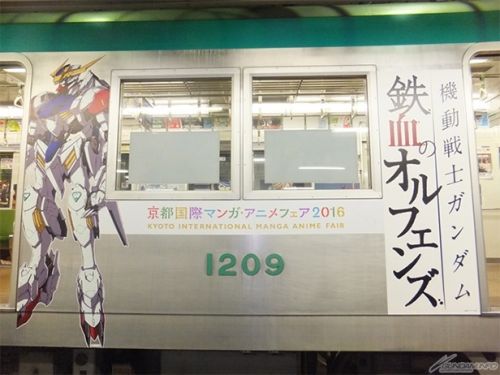 機動戦士ガンダム
鉄血のオルフェンズ
京都国際マンガ・アニメフェア2016
KYOTO INTERNATIONAL MANGA ANIME FAIR
1209
GUNDAM.INFO